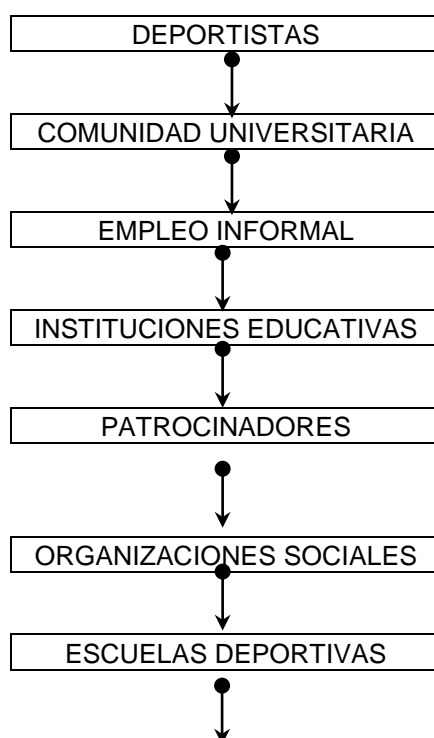 DEPORTISTAS
COMUNIDAD UNIVERSITARIA
EMPLEO INFORMAL
INSTITUCIONES EDUCATIVAS
PATROCINADORES
ORGANIZACIONES SOCIALES
ESCUELAS DEPORTIVAS